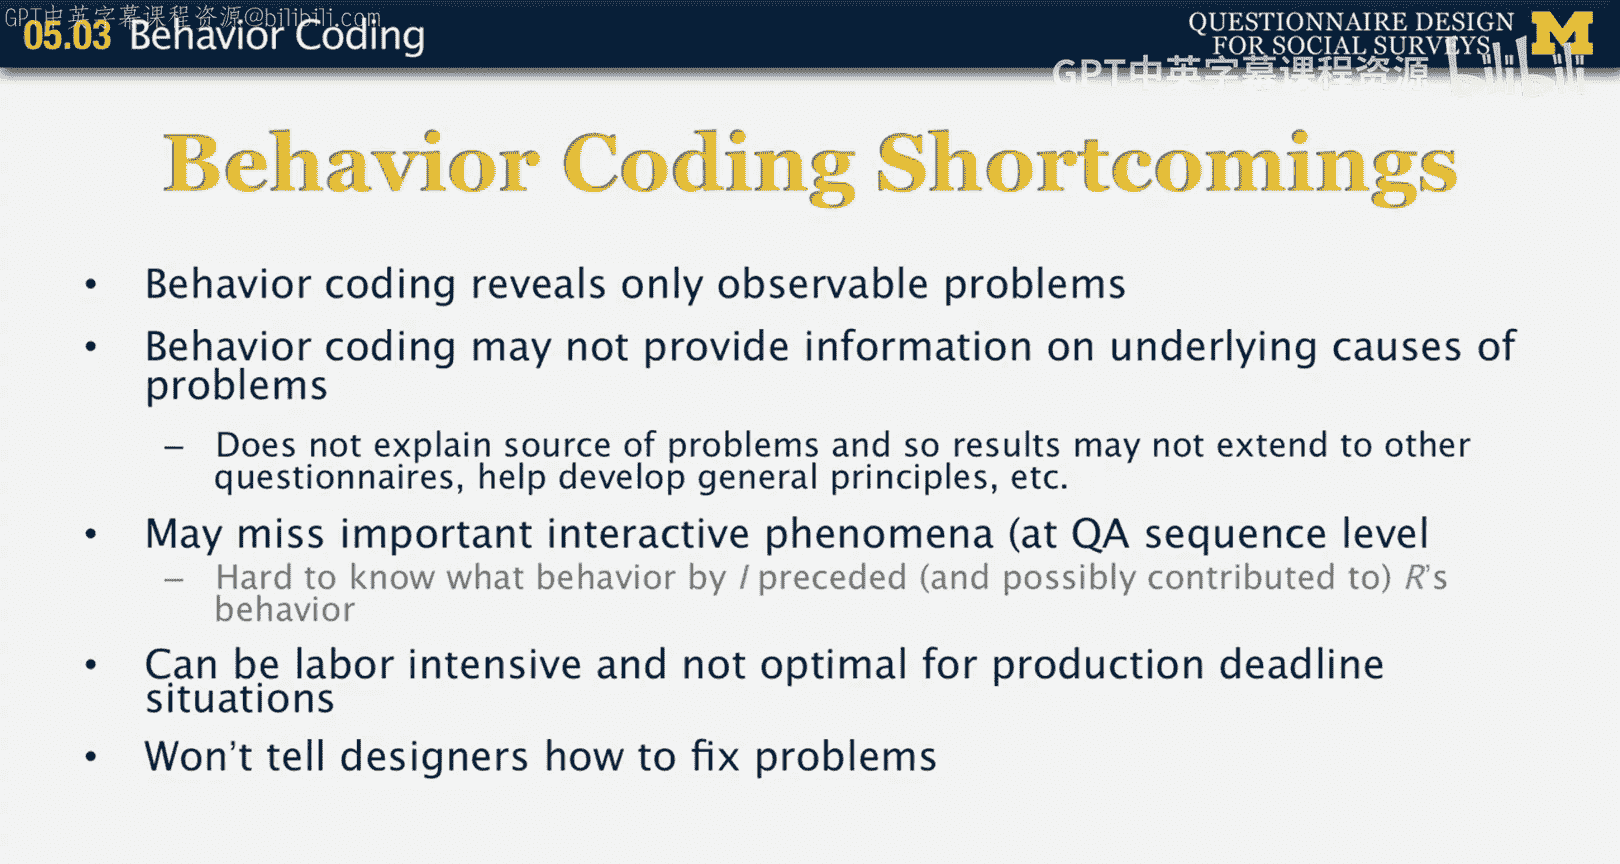 GPT中英字幕课程资源@bilibili.com
05.03 Behavior Coding
QUESTIONNAIRE DESIGN
FOR SOCIAL SURVEYS
M
GPT中英字幕课程资源 bilibili
Behavior Coding Shortcomings
• Behavior coding reveals only observable problems
• Behavior coding may not provide information on underlying causes of
problems
– Does not explain source of problems and so results may not extend to other
questionnaires, help develop general principles, etc.
• May miss important interactive phenomena (at QA sequence level
– Hard to know what behavior by I preceded (and possibly contributed to) R’s
behavior
• Can be labor intensive and not optimal for production deadline
situations
• Won’t tell designers how to fix problems